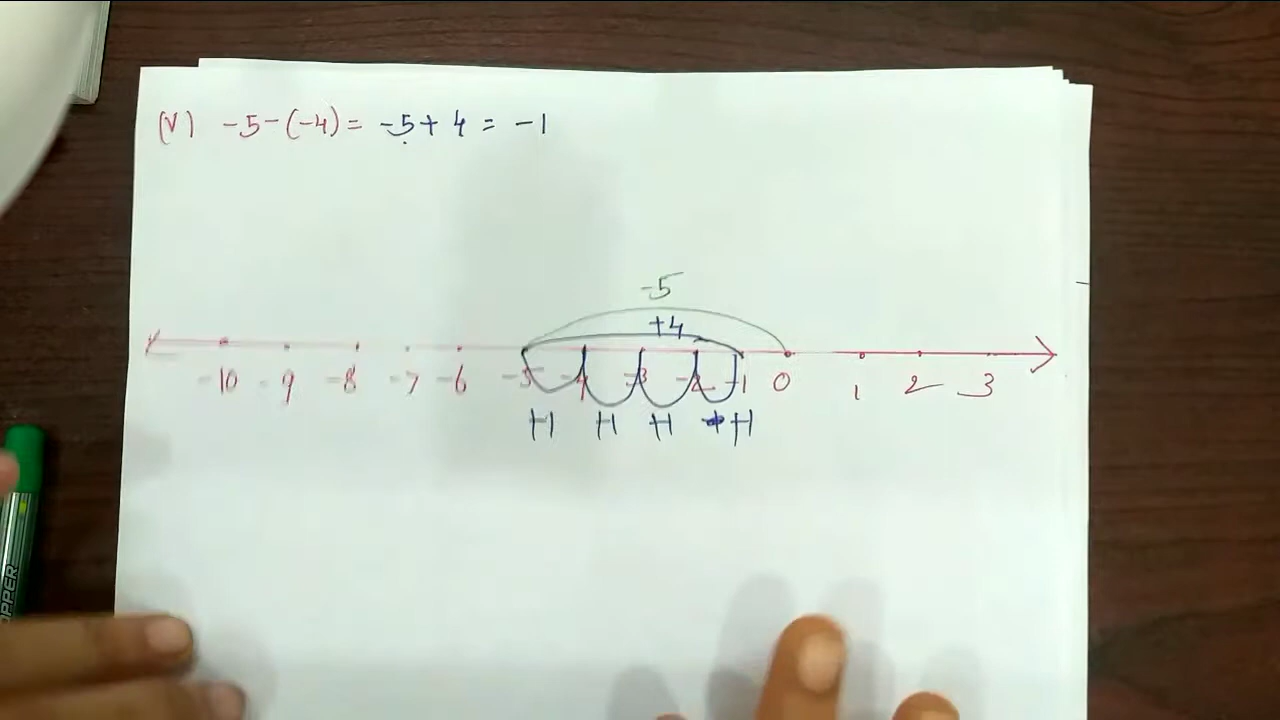 (V) -5-(-4) = -5+4 = -1
-5
+4
-10 -9 -8 -7 -6 -5 -4 -3 -2 -1 0 1 2 3
+1 +1 +1 +1